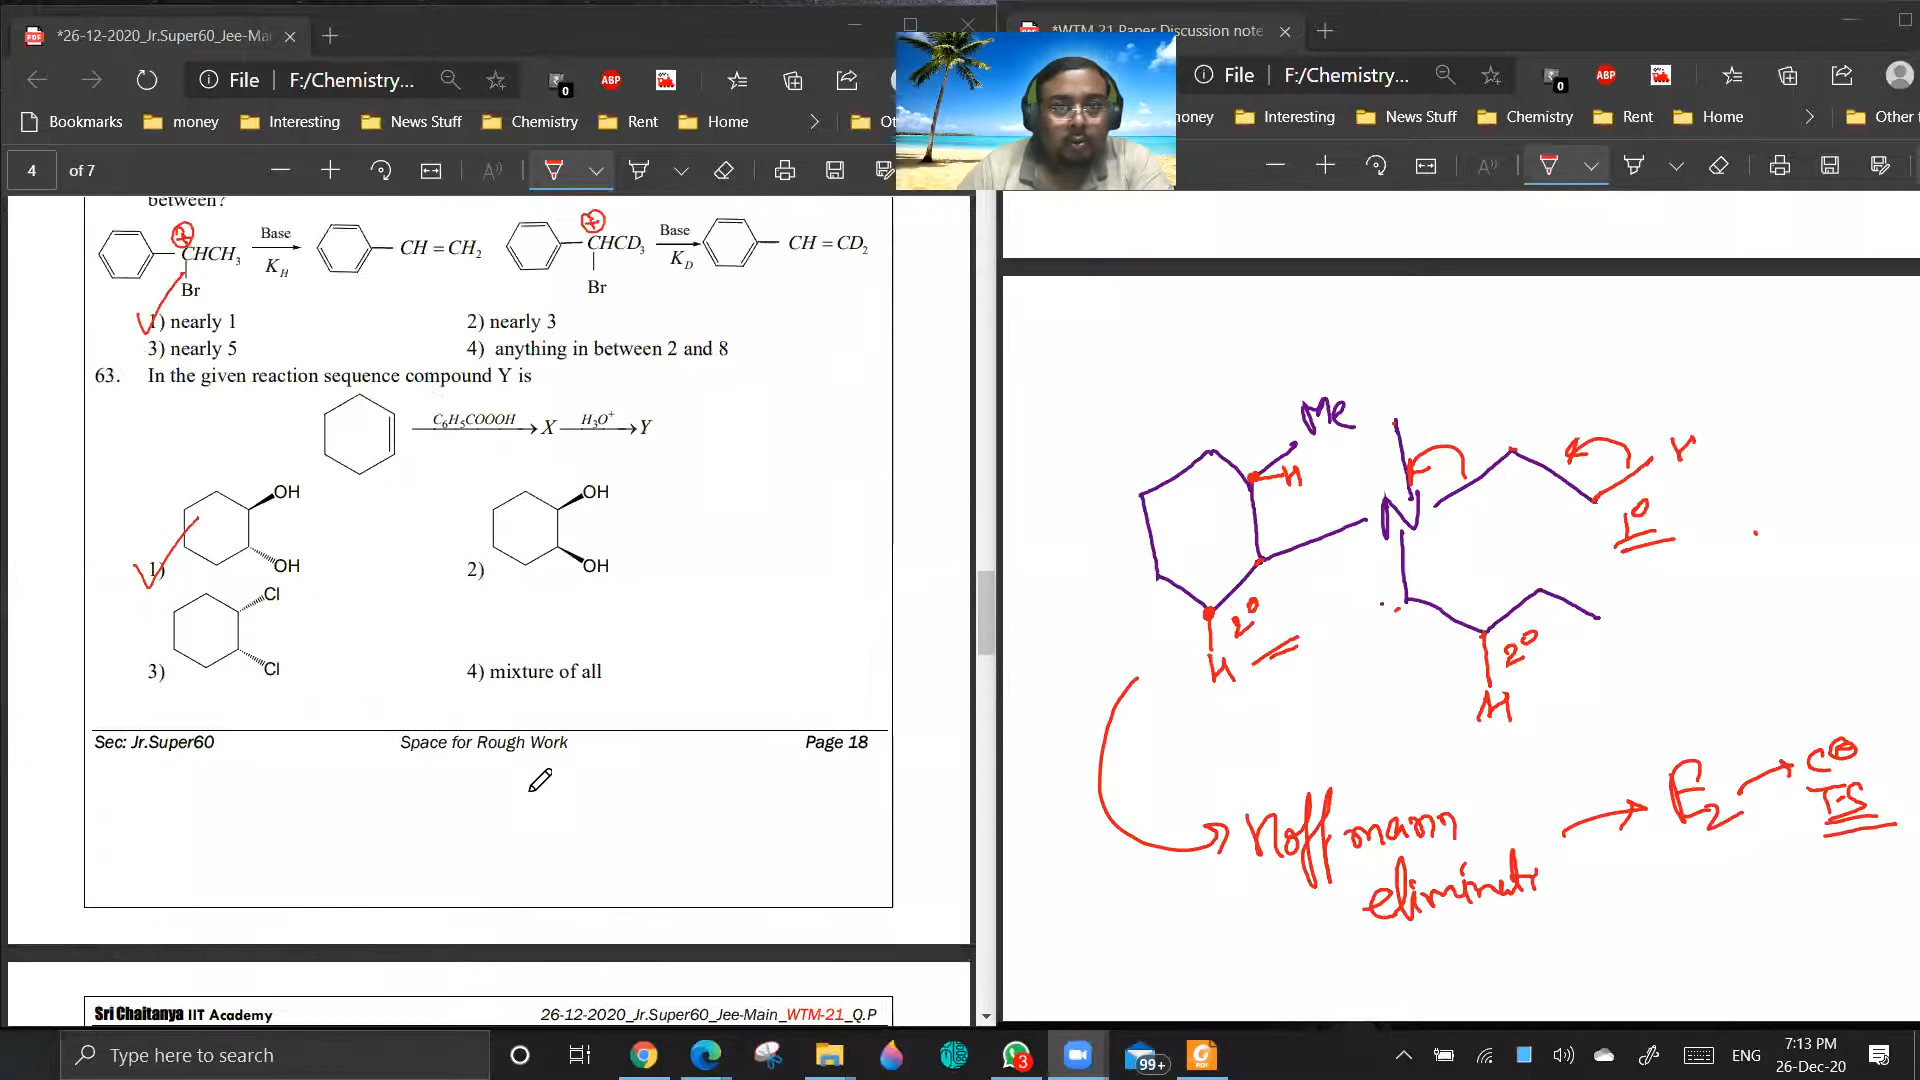 *26-12-2020_Jr.Super60_Jee-Mai
*WTM 21 Paper Discussion note
File F:/Chemistry...
File F:/Chemistry...
Bookmarks money Interesting News Stuff Chemistry Rent Home
Interesting News Stuff Chemistry Rent Home Other
4 of 7
between?
CHCH3 Base KH CH = CH2
Br
CHCD3 Base KD CH = CD2
Br
1) nearly 1 2) nearly 3
3) nearly 5 4) anything in between 2 and 8
63. In the given reaction sequence compound Y is
C6H5COOOH X H3O+ Y
OH
OH
1)
OH
OH
2)
Cl
Cl
3)
4) mixture of all
Sec: Jr.Super60 Space for Rough Work Page 18
Sri Chaitanya IIT Academy 26-12-2020_Jr.Super60_Jee-Main_WTM-21_Q.P
Me
H
N
1°
2°
H
2°
H
Hoffmann
E2
C⊖
T.S
Type here to search
3
99+
ENG
7:13 PM
26-Dec-20